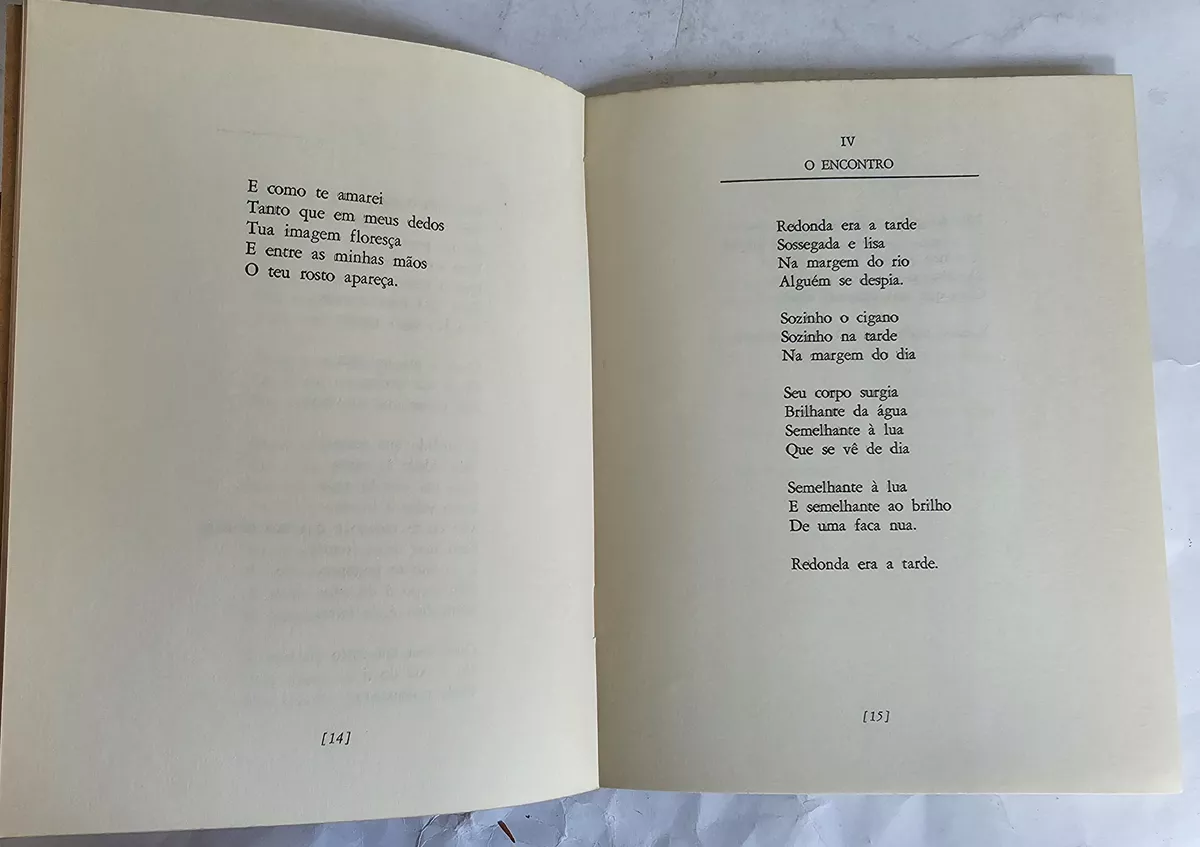 E como te amarei
Tanto que em meus dedos
Tua imagem floresça
E entre as minhas mãos
O teu rosto apareça.
[14]
IV
O ENCONTRO
Redonda era a tarde
Sossegada e lisa
Na margem do rio
Alguém se despia.
Sozinho o cigano
Sozinho na tarde
Na margem do dia
Seu corpo surgia
Brilhante da água
Semelhante à lua
Que se vê de dia
Semelhante à lua
E semelhante ao brilho
De uma faca nua.
Redonda era a tarde.
[15]